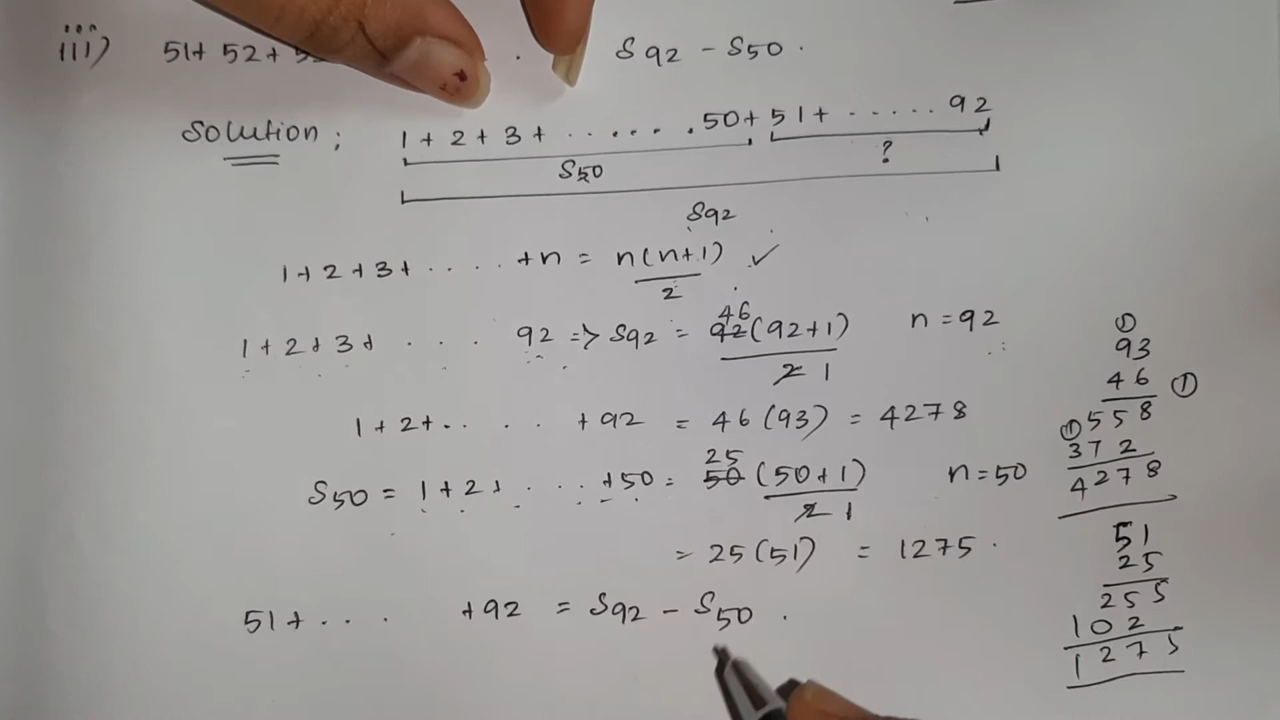 iii) 51+ 52+ . S92 - S50 .
Solution ; 1 + 2 + 3 + ....... 50+ 51+ ..... 92
S50 ?
S92
1+ 2 +3+ ..... +n = n(n+1) ✓
2
46
1+2+3+ ... 92 => S92 = 92(92+1) n=92
2 1
1+2+.. .. +92 = 46(93) = 4278
25
S50 = 1+2+ ... +50 = 50(50+1) n=50
2 1
= 25(51) = 1275 .
51+ ... +92 = S92 - S50 .
1
93
46 1
558
1 372
4278
51
25
255
102
1275